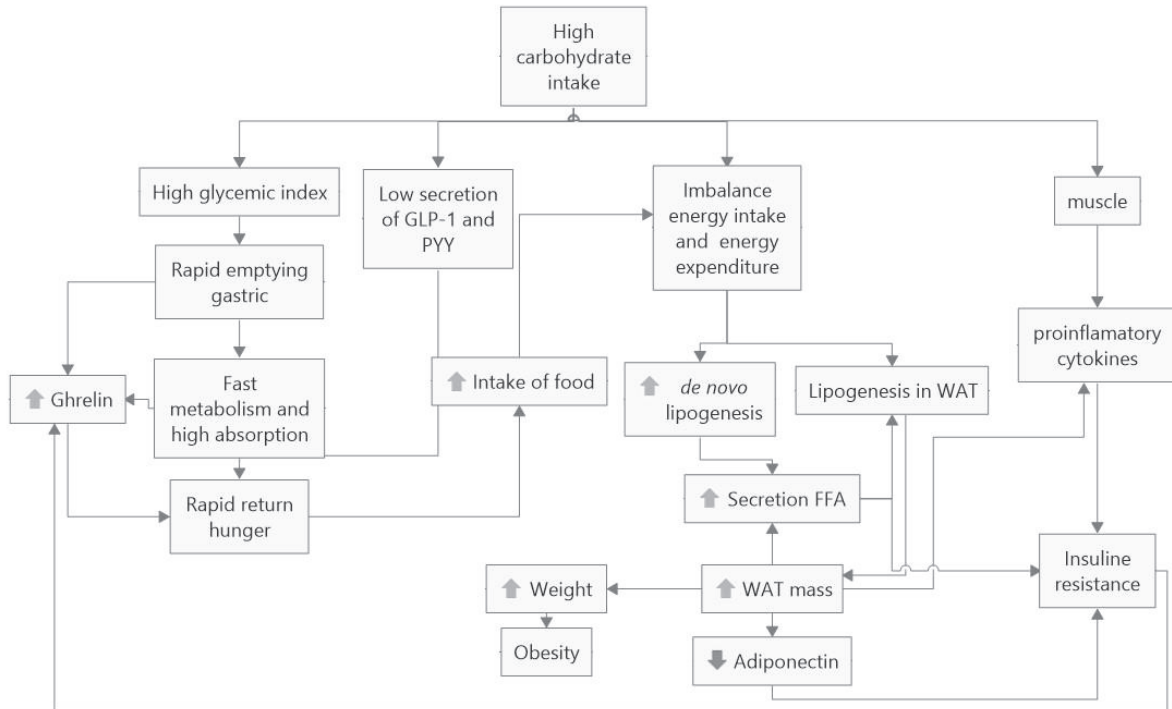 High
carbohydrate
intake
High glycemic index
Low secretion
of GLP-1 and
PYY
Imbalance
energy intake
and energy
expenditure
muscle
Rapid emptying
gastric
proinflamatory
cytokines
Ghrelin
Fast
metabolism and
high absorption
Intake of food
de novo
lipogenesis
Lipogenesis in WAT
Rapid return
hunger
Secretion FFA
Insuline
resistance
Weight
WAT mass
Obesity
Adiponectin